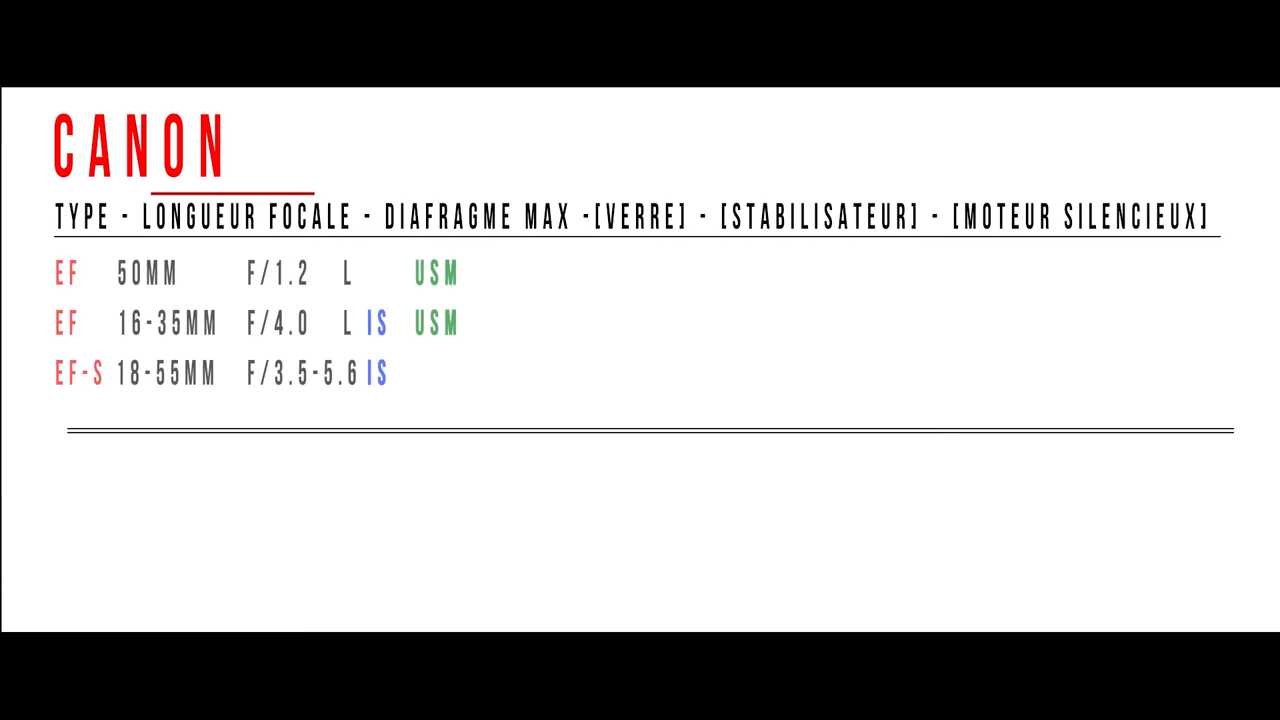 CANON
TYPE - LONGUEUR FOCALE - DIAFRAGME MAX -[VERRE] - [STABILISATEUR] - [MOTEUR SILENCIEUX]
EF 50MM F/1.2 L USM
EF 16-35MM F/4.0 L IS USM
EF-S 18-55MM F/3.5-5.6 IS